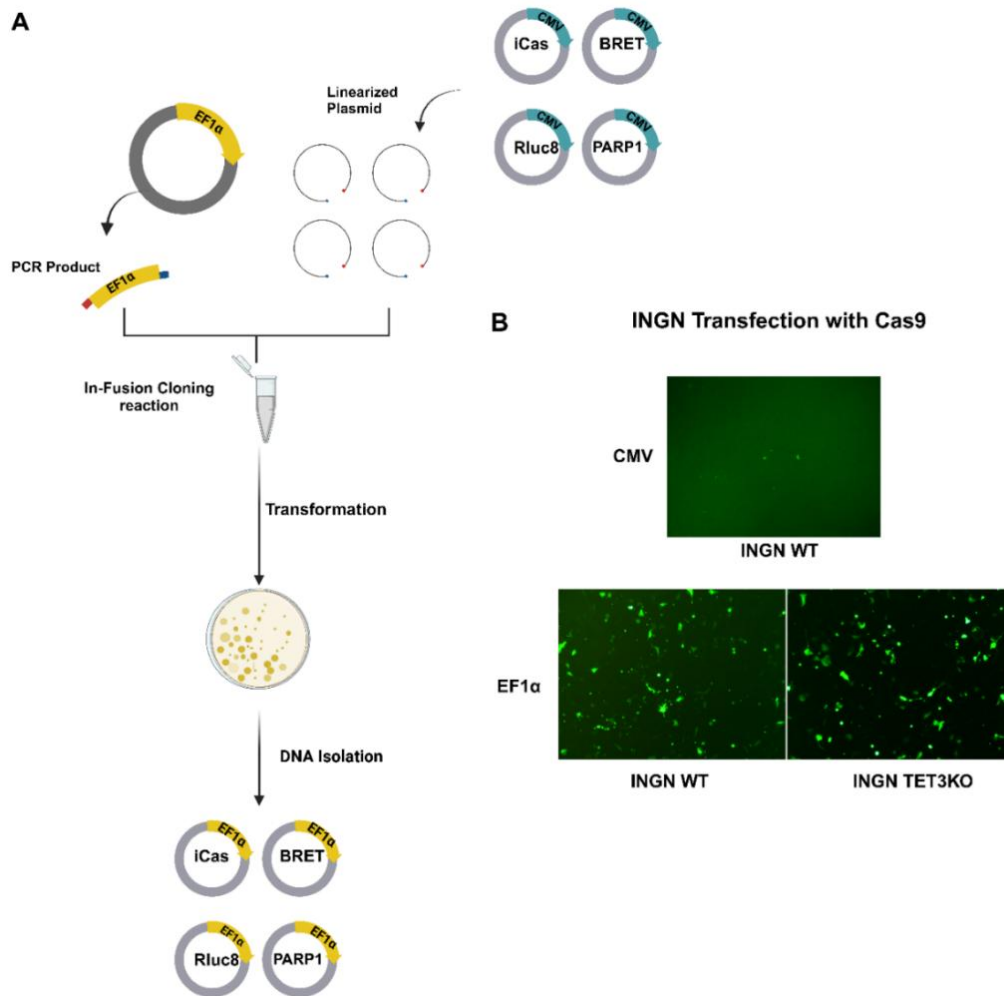 A
EF1α
PCR Product
EF1α
Linearized
Plasmid
CMV
iCas
CMV
BRET
CMV
Rluc8
CMV
PARP1
In-Fusion Cloning
reaction
Transformation
DNA Isolation
EF1α
iCas
EF1α
BRET
EF1α
Rluc8
EF1α
PARP1
B
INGN Transfection with Cas9
CMV
INGN WT
EF1α
INGN WT
INGN TET3KO